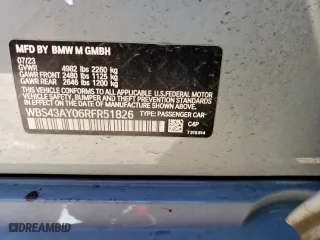 MFD BY: BMW M GMBH
07/23
GVWR 4982 lbs 2260 kg
GAWR FRONT 2480 lbs 1125 kg
GAWR REAR 2646 lbs 1200 kg
THIS VEHICLE CONFORMS TO ALL
APPLICABLE U.S.FEDERAL MOTOR
VEHICLE SAFETY, BUMPER, AND
THEFT PREVENTION STANDARDS
IN EFFECT ON THE DATE OF
MANUFACTURE SHOWN ABOVE.
WBS43AY06RFR51826 TYPE: PASSENGER CAR
C4P
DREAMBID